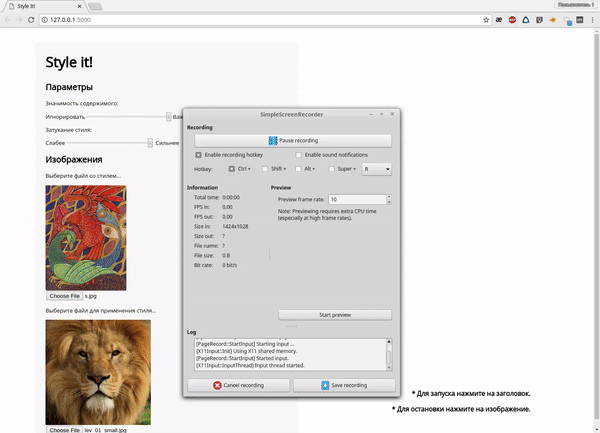 Style It!
127.0.0.1:5000
Style it!
Параметры
Значимость содержимого:
Игнорировать
Затухание стиля:
Слабее
Сильнее
Изображения
Выберите файл со стилем...
Choose File s.jpg
Выберите файл для применения стиля...
Choose File lev_01_small.jpg
SimpleScreenRecorder
Recording
Pause recording
Enable recording hotkey
Enable sound notifications
Hotkey: Ctrl + Shift + Alt + Super + R
Information
Total time: 0:00:00
FPS in: 0.00
FPS out: 0.00
Size in: 1424x1028
Size out: ?
File name: ?
File size: 0 B
Bit rate: 0 bit/s
Preview
Preview frame rate: 10
Note: Previewing requires extra CPU time
(especially at high frame rates).
Start preview
Log
[PageRecord::StartInput] Starting input ...
[X11Input::Init] Using X11 shared memory.
[PageRecord::StartInput] Started input.
[X11Input::InputThread] Input thread started.
Cancel recording
Save recording
* Для запуска нажмите на заголовок.
* Для остановки нажмите на изображение.